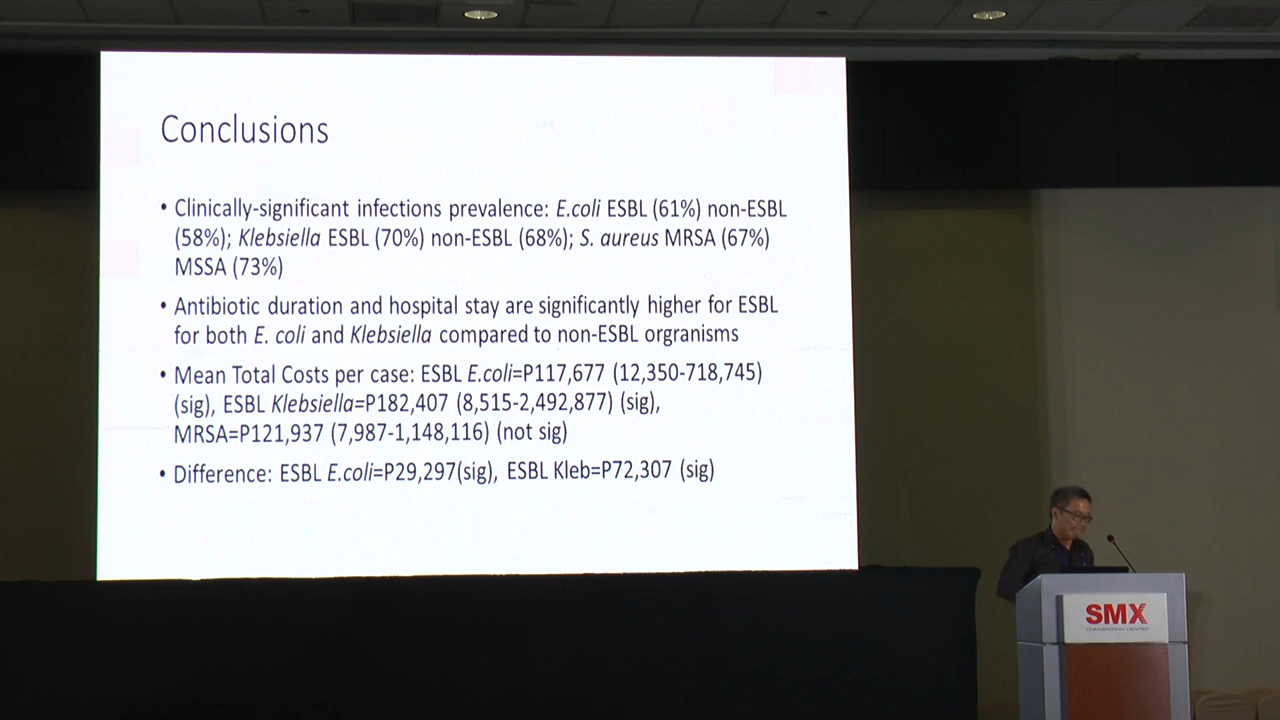 Conclusions
• Clinically-significant infections prevalence: E.coli ESBL (61%) non-ESBL
(58%); Klebsiella ESBL (70%) non-ESBL (68%); S. aureus MRSA (67%)
MSSA (73%)
• Antibiotic duration and hospital stay are significantly higher for ESBL
for both E. coli and Klebsiella compared to non-ESBL orrganisms
• Mean Total Costs per case: ESBL E.coli=P117,677 (12,350-718,745)
(sig), ESBL Klebsiella=P182,407 (8,515-2,492,877) (sig),
MRSA=P121,937 (7,987-1,148,116) (not sig)
• Difference: ESBL E.coli=P29,297(sig), ESBL Kleb=P72,307 (sig)
SMX
CONVENTION CENTER